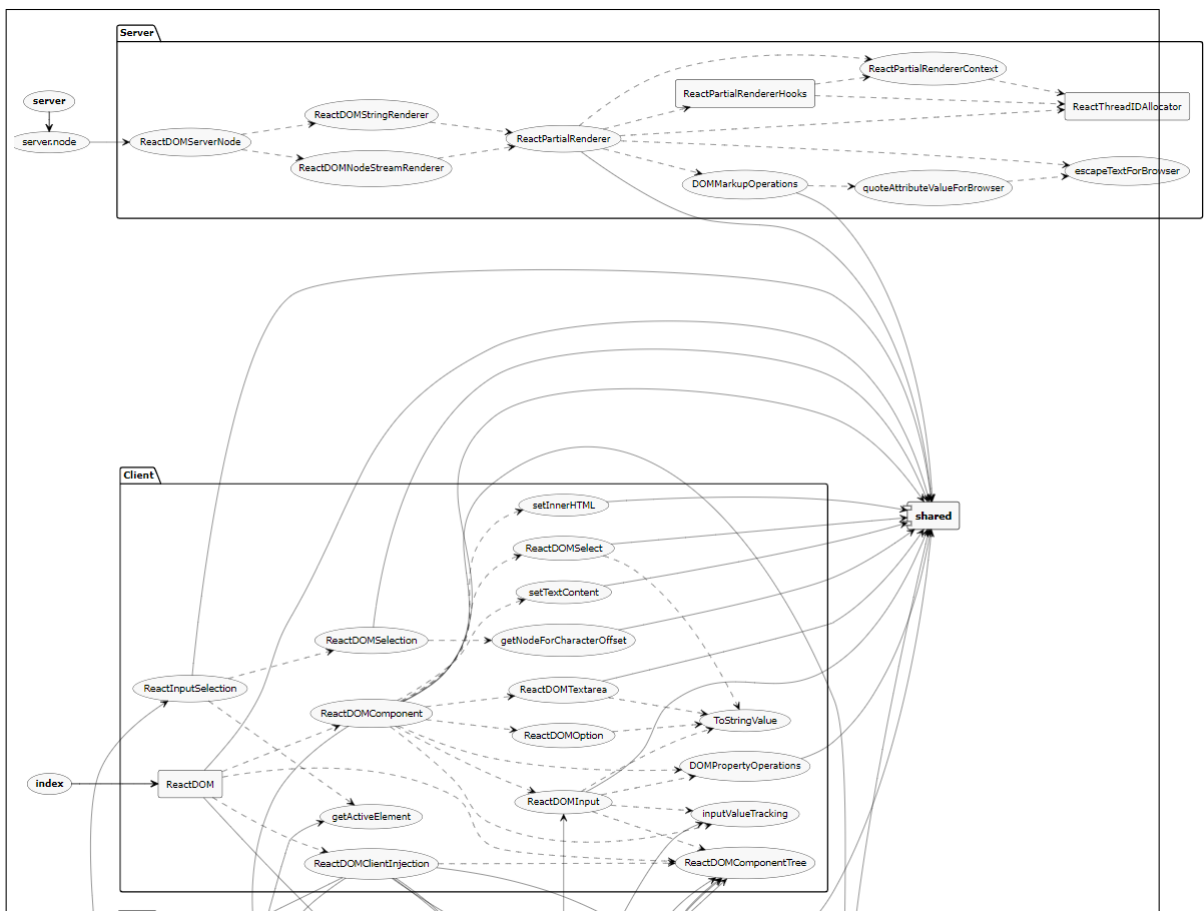 Server
ReactPartialRendererContext
ReactPartialRendererHooks
server
ReactThreadIDAllocator
ReactDOMStringRenderer
ReactPartialRenderer
server.node
ReactDOMServerNode
ReactDOMNodeStreamRenderer
escapeTextForBrowser
DOMMarkupOperations
quoteAttributeValueForBrowser
Client
setInnerHTML
shared
ReactDOMSelect
setTextContent
ReactDOMSelection
getNodeForCharacterOffset
ReactInputSelection
ReactDOMTextarea
ReactDOMComponent
ToStringValue
ReactDOMOption
DOMPropertyOperations
index
ReactDOM
ReactDOMInput
inputValueTracking
getActiveElement
ReactDOMClientInjection
ReactDOMComponentTree